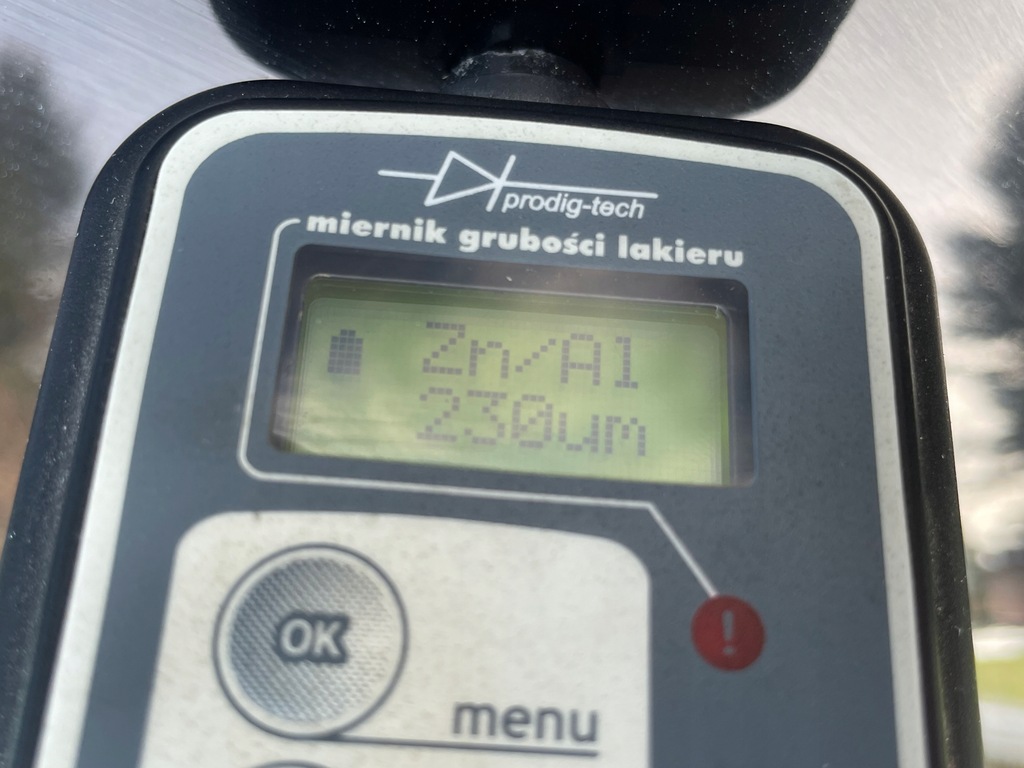 prodig-tech
miernik grubości lakieru
Zn/Al
230um
OK
menu
!